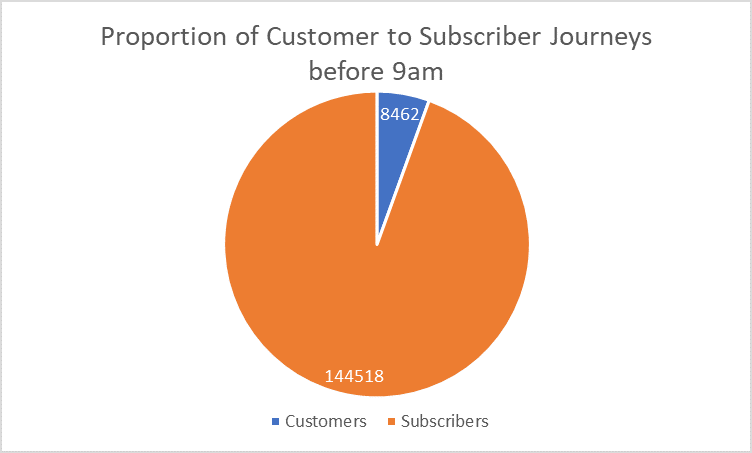 Proportion of Customer to Subscriber Journeys
before 9am
8462
144518
Customers Subscribers